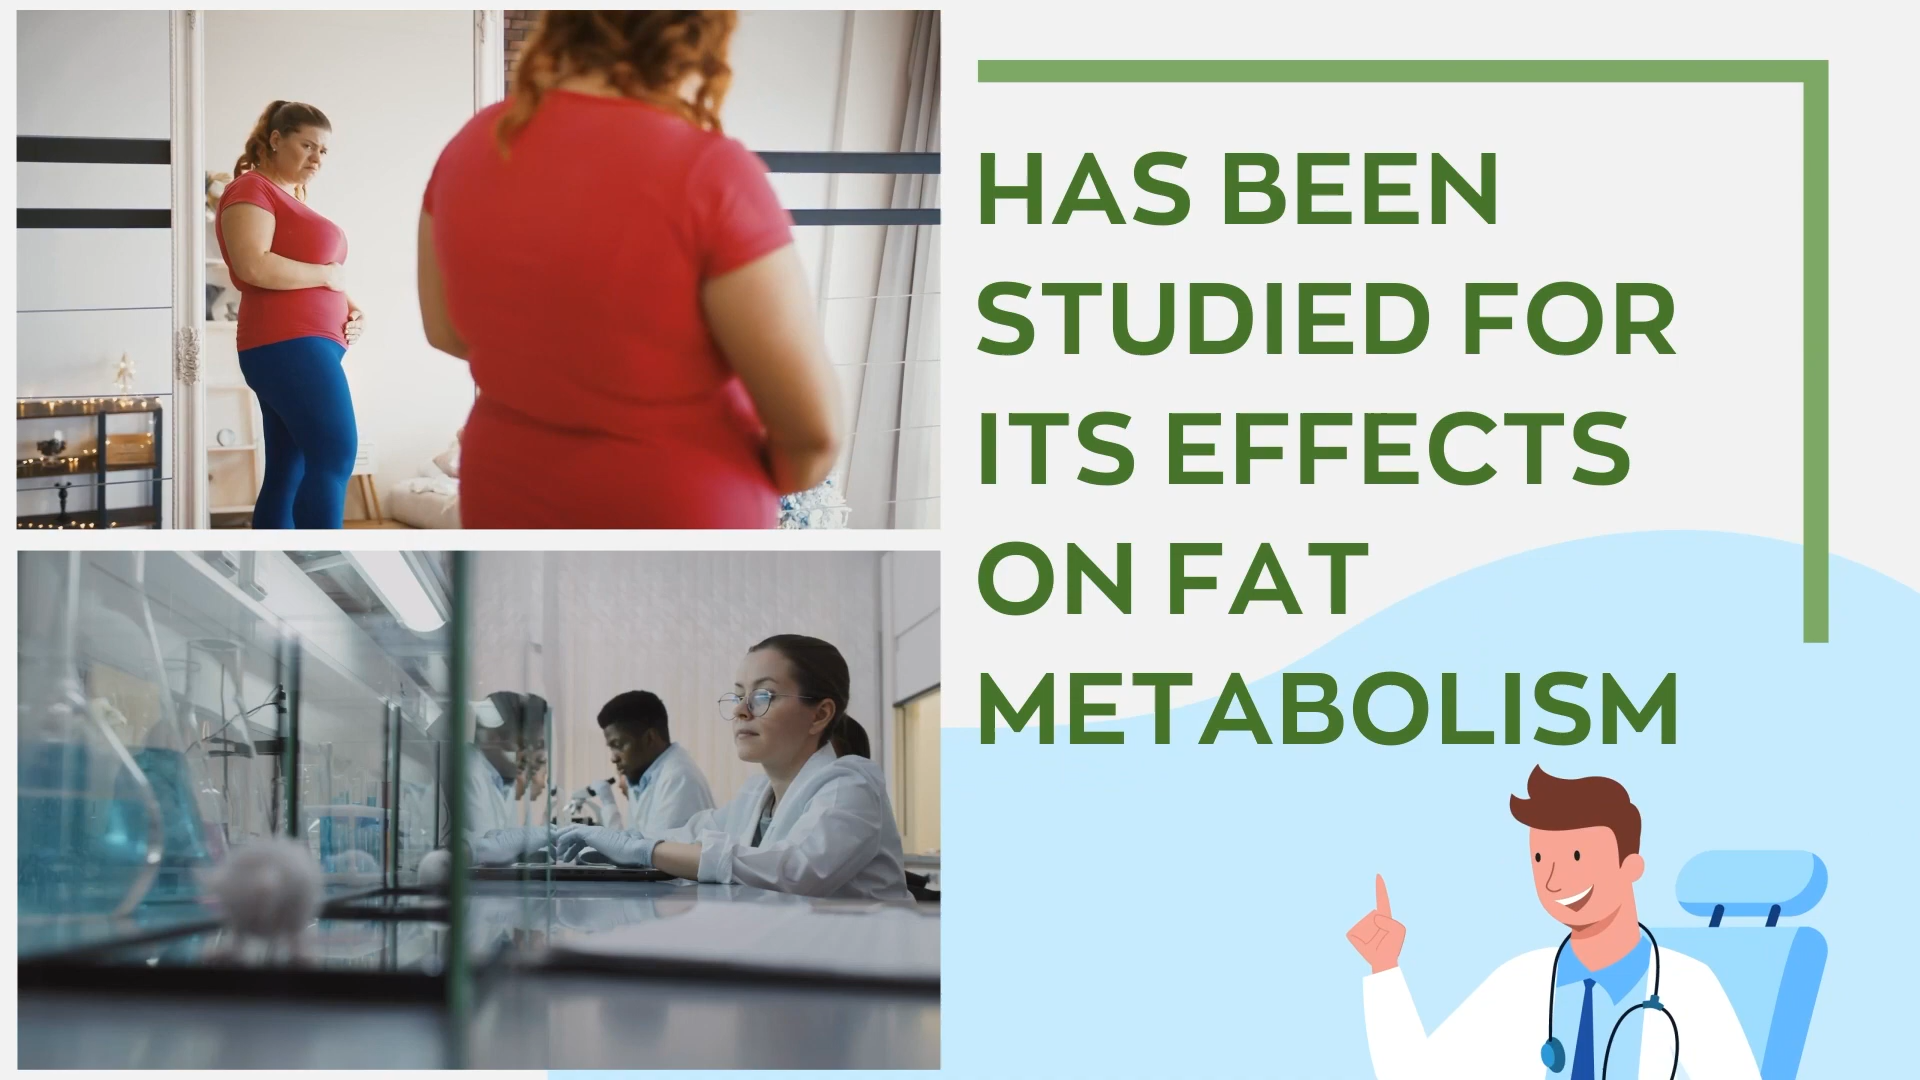 HAS BEEN
STUDIED FOR
ITS EFFECTS
ON FAT
METABOLISM